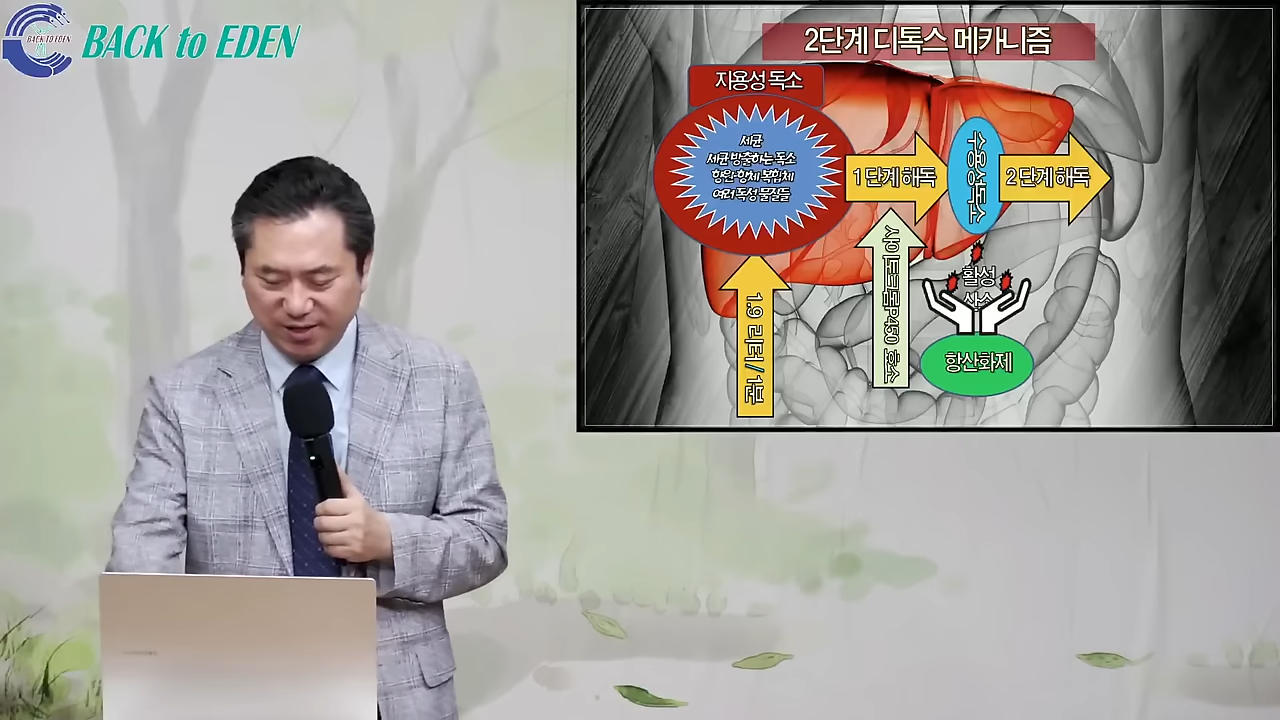 BACK TO EDEN
BACK to EDEN
2단계 디톡스 메카니즘
지용성 독소
세균
세균 방출하는 독소
항원-항체 복합체
여러 독성 물질들
1단계 해독
수용성독소
2단계 해독
1.9 리터/1분
사이토크롬P450 효소
활성
산소
항산화제